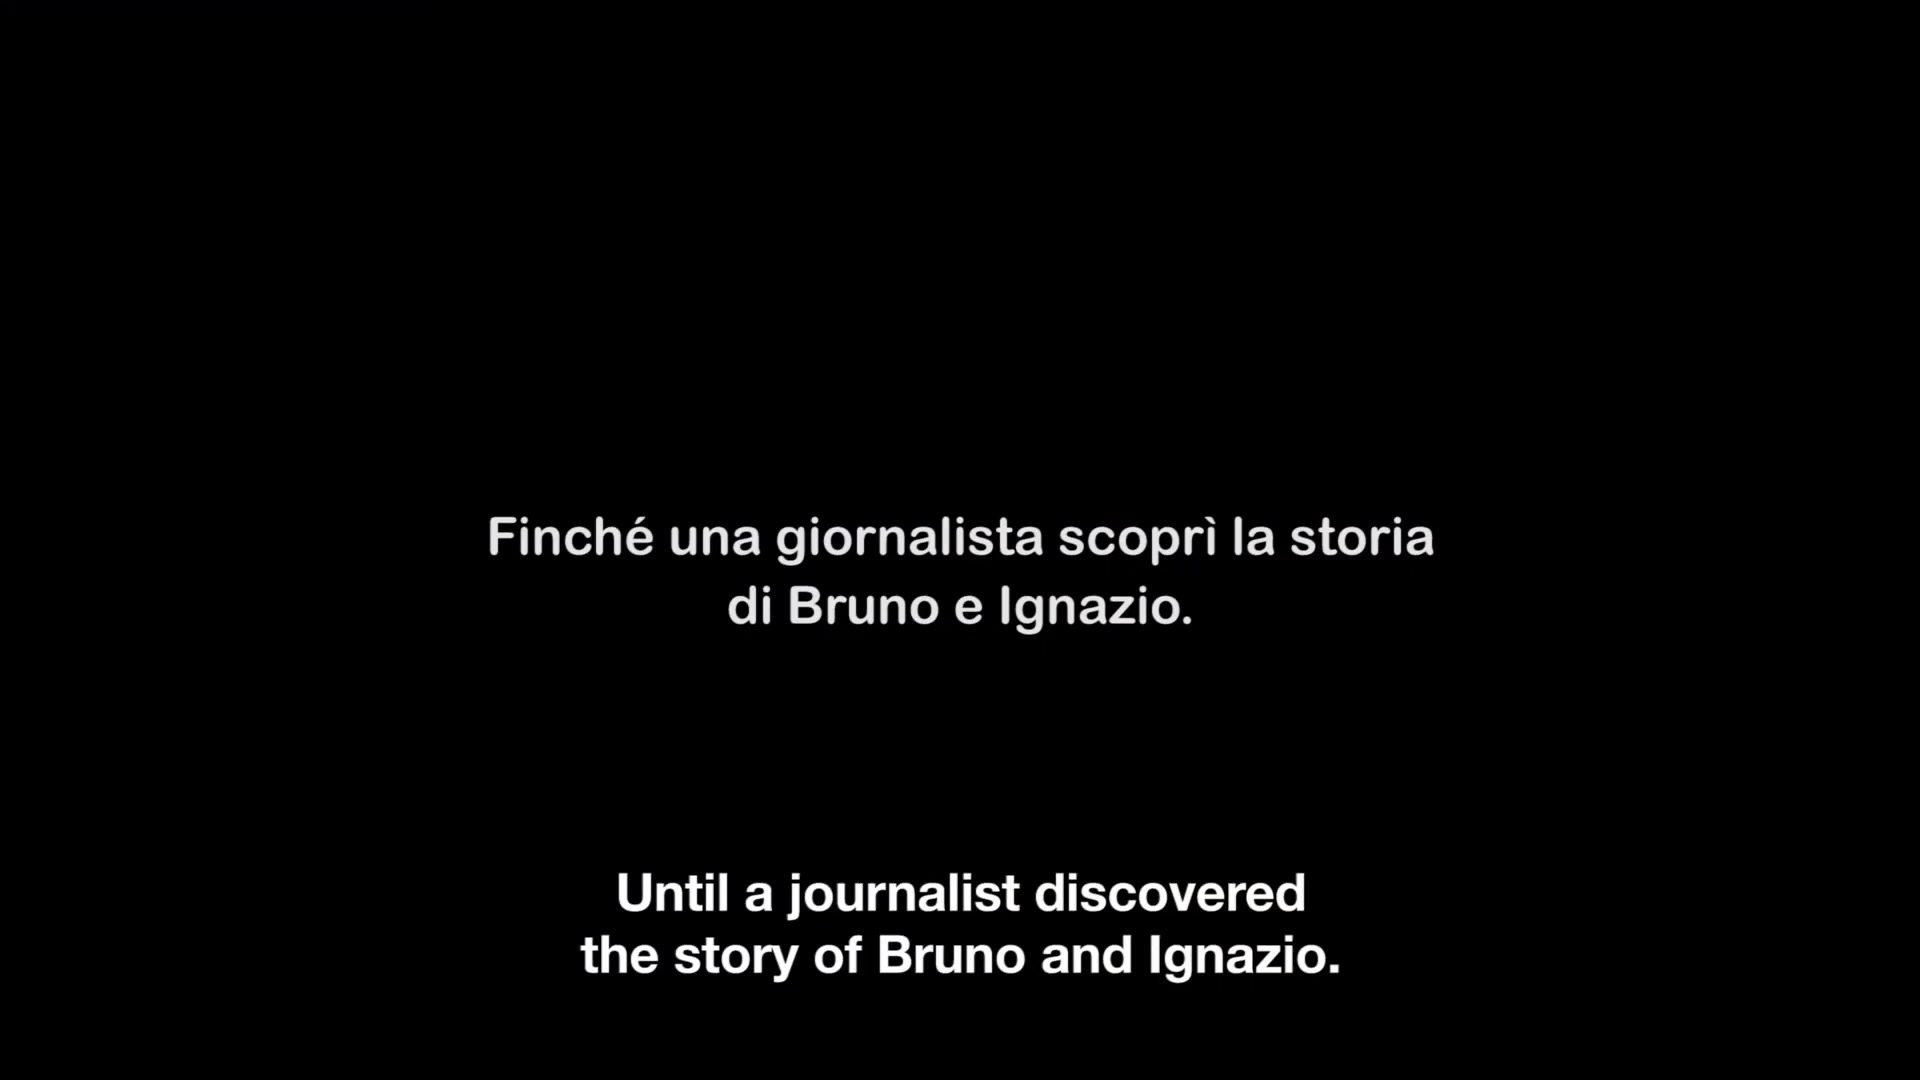 Finché una giornalista scoprì la storia
di Bruno e Ignazio.
Until a journalist discovered
the story of Bruno and Ignazio.